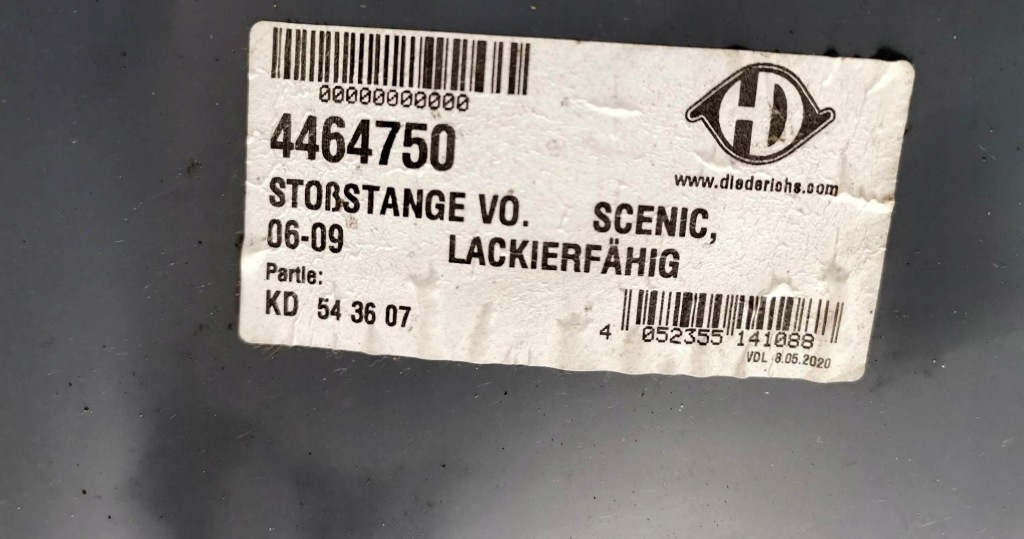 00000000000
4464750
HD
www.diederichs.com
STOßSTANGE VO. SCENIC,
06-09 LACKIERFÄHIG
Partie:
KD 54 36 07
4 052355 141088
VDL 8.05.2020